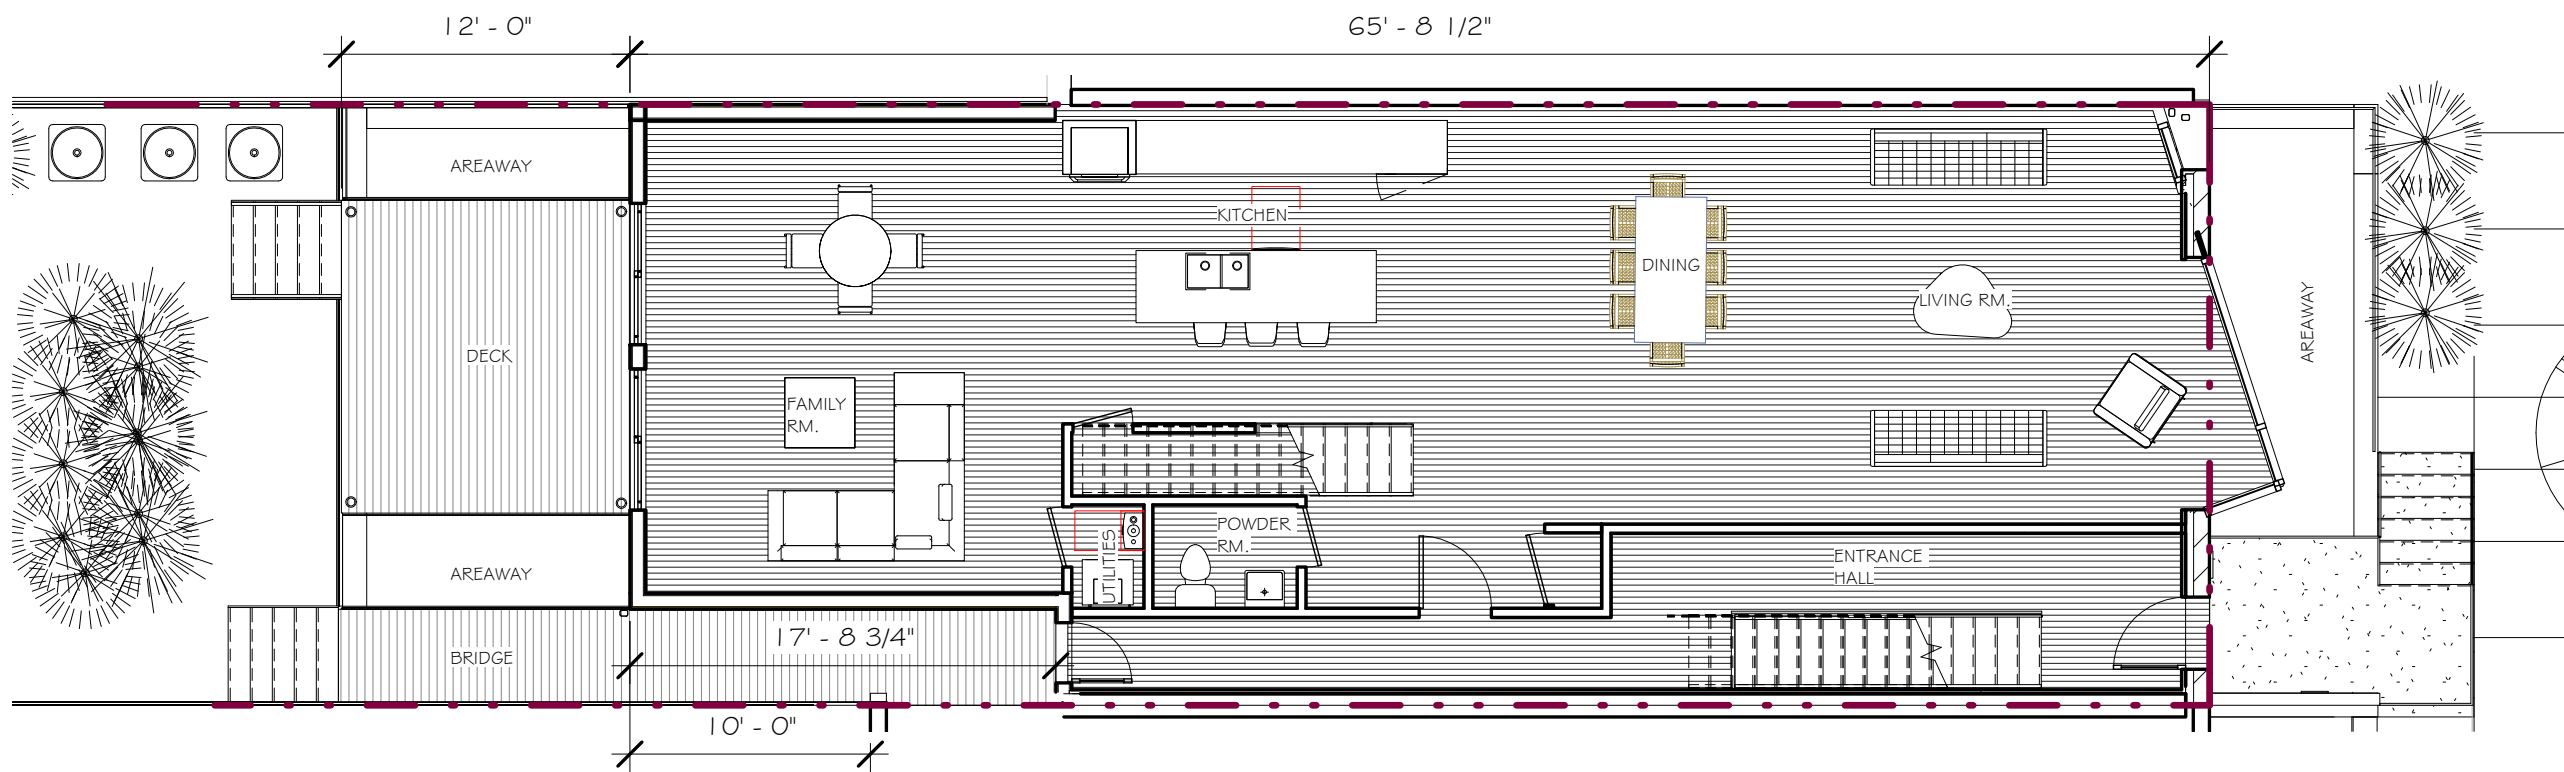 12' - 0"
65' - 8 1/2"
AREAWAY
KITCHEN
DINING
LIVING RM.
AREAWAY
DECK
FAMILY
RM.
POWDER
RM.
UTILITIES
ENTRANCE
HALL
AREAWAY
17' - 8 3/4"
BRIDGE
10' - 0"